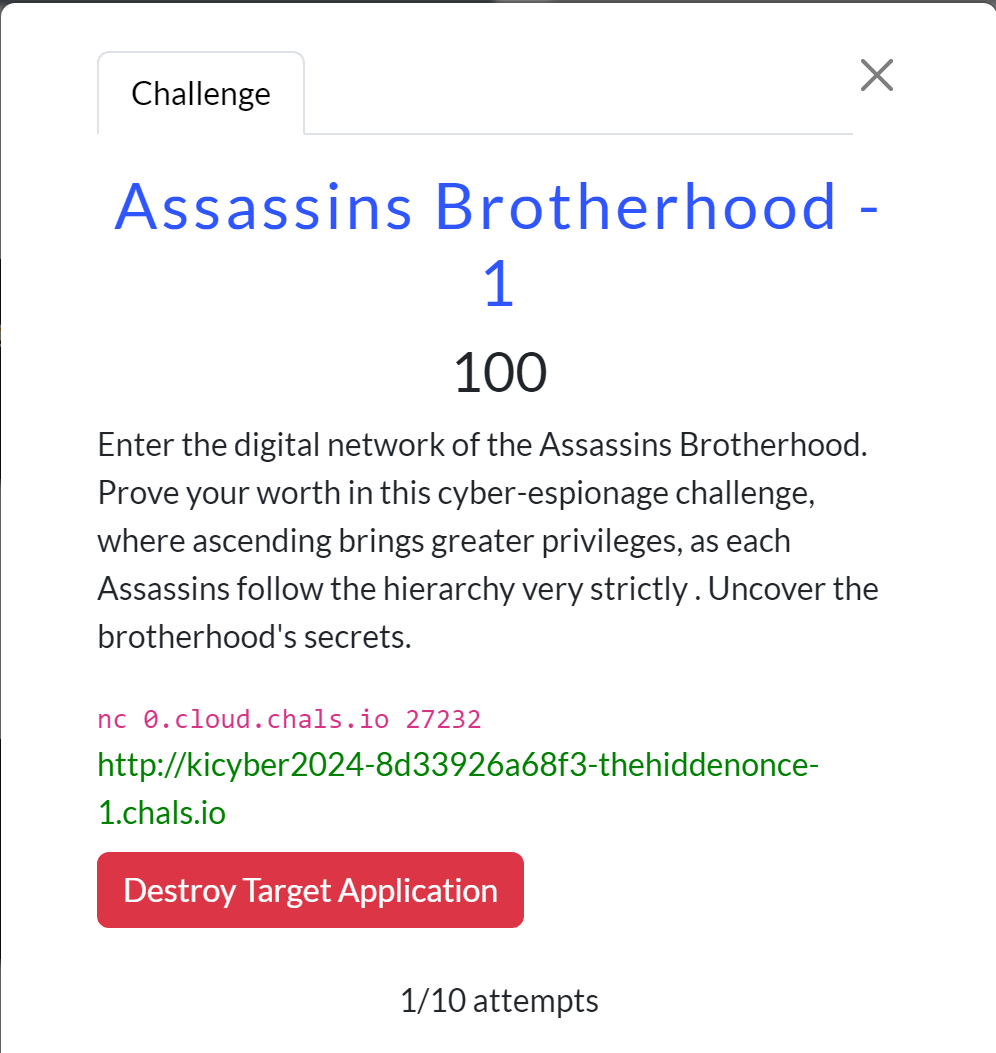 Challenge
Assassins Brotherhood -
1
100
Enter the digital network of the Assassins Brotherhood.
Prove your worth in this cyber-espionage challenge,
where ascending brings greater privileges, as each
Assassins follow the hierarchy very strictly . Uncover the
brotherhood's secrets.
nc 0.cloud.chals.io 27232
http://kicyber2024-8d33926a68f3-thehiddenonce-
1.chals.io
Destroy Target Application
1/10 attempts